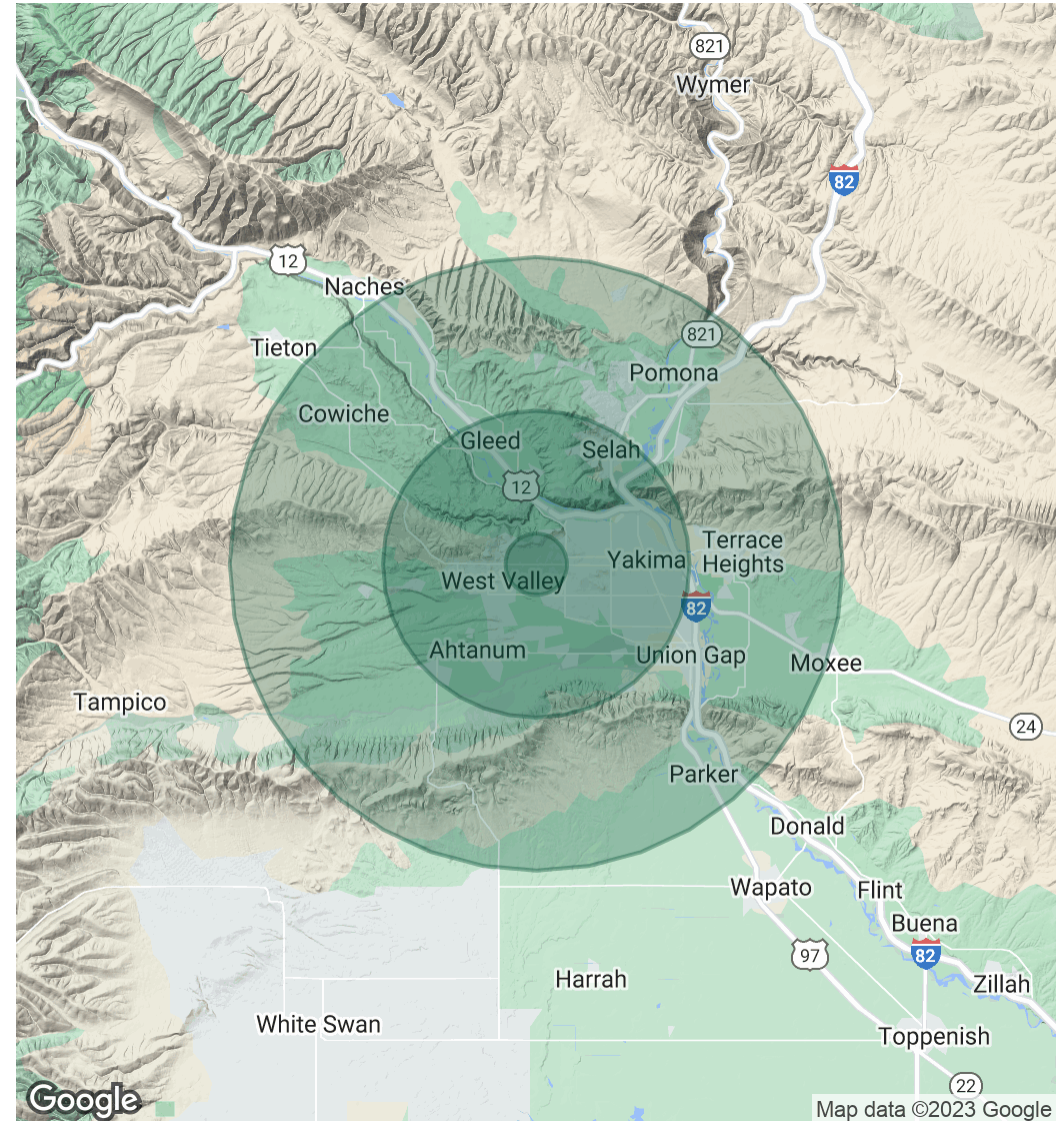 821
Wymer
82
12
Naches
821
Tieton
Pomona
Cowiche
Gleed
Selah
12
Terrace
Heights
Yakima
West Valley
82
Ahtanum
Union Gap
Moxee
Tampico
24
Parker
Donald
Wapato
Flint
Buena
97
82
Harrah
Zillah
White Swan
Toppenish
22
Google
Map data ©2023 Google